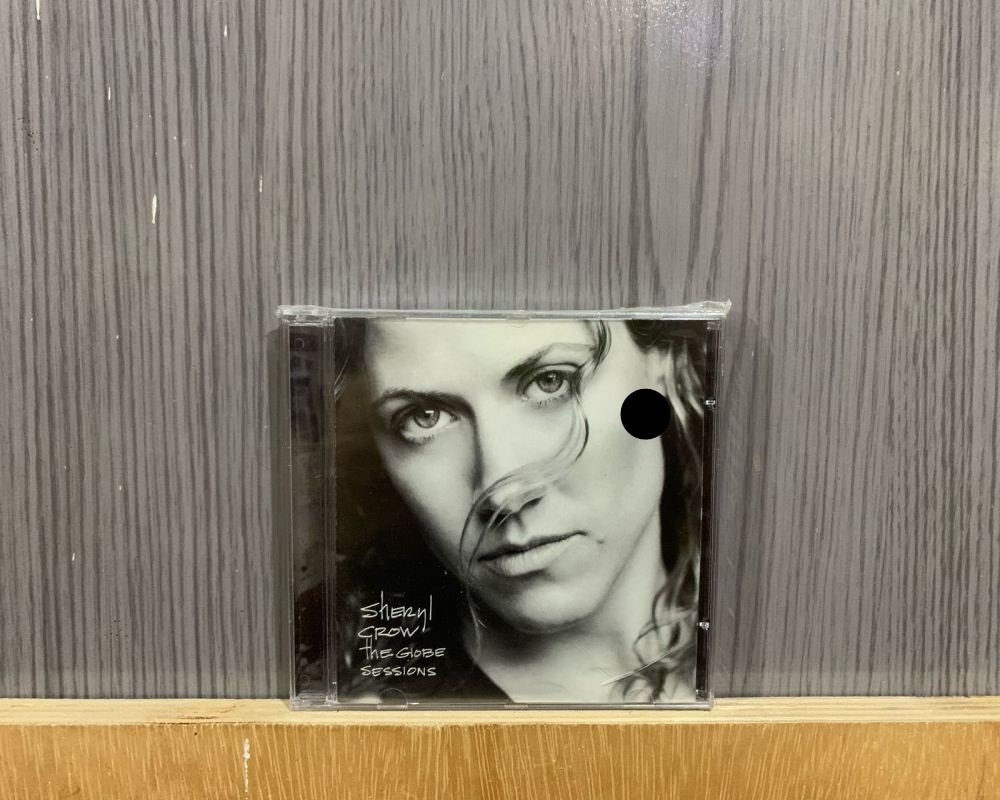 Sheryl
Crow
The Globe
Sessions